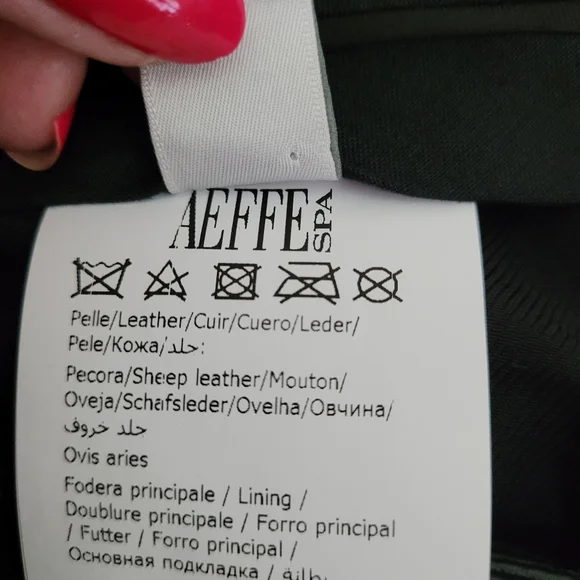 AEFFE SPA
Pelle/Leather/Cuir/Cuero/Leder/
Pele/Кожа/جلد:
Pecora/Sheep leather/Mouton/
Oveja/Schafsleder/Ovelha/Овчина/
جلد خروف
Ovis aries
Fodera principale / Lining /
Doublure principale / Forro principal
/ Futter / Forro principal /
Основная подкладка / بطانة